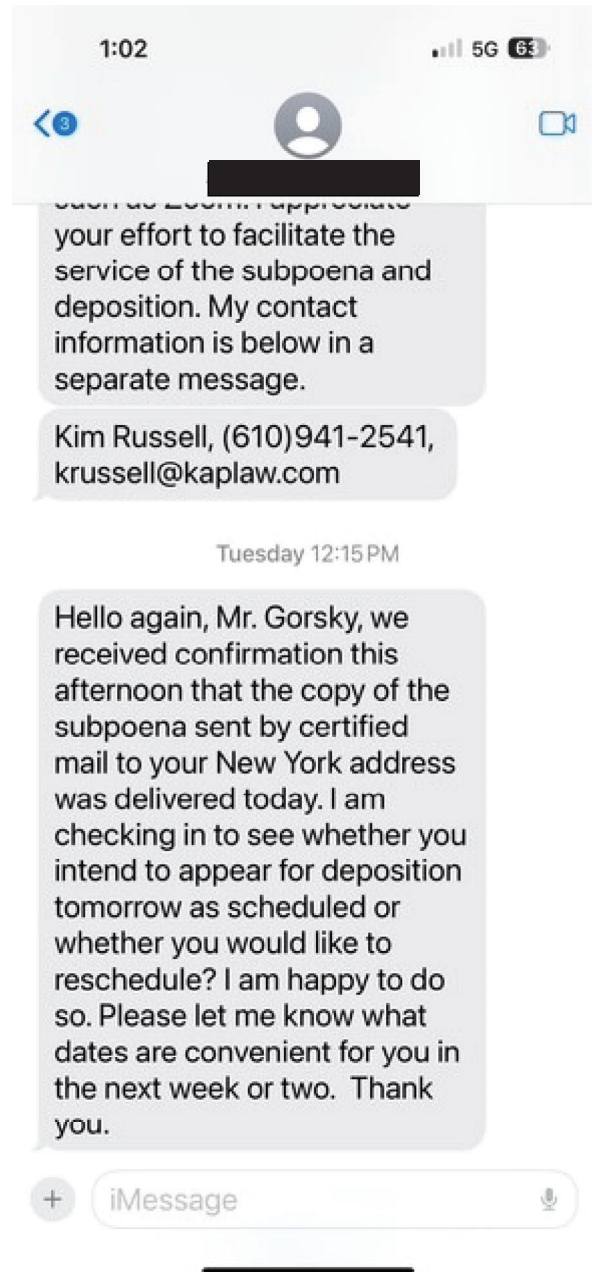 1:02
5G 63
3
your effort to facilitate the
service of the subpoena and
deposition. My contact
information is below in a
separate message.
Kim Russell, (610)941-2541,
krussell@kaplaw.com
Tuesday 12:15 PM
Hello again, Mr. Gorsky, we
received confirmation this
afternoon that the copy of the
subpoena sent by certified
mail to your New York address
was delivered today. I am
checking in to see whether you
intend to appear for deposition
tomorrow as scheduled or
whether you would like to
reschedule? I am happy to do
so. Please let me know what
dates are convenient for you in
the next week or two.  Thank
you.
iMessage